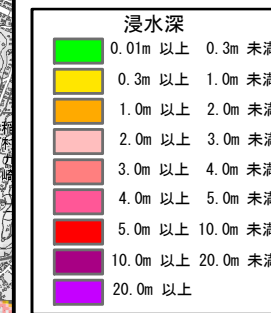 浸水深
0.01m 以上 0.3m 未満
0.3m 以上 1.0m 未満
1.0m 以上 2.0m 未満
2.0m 以上 3.0m 未満
3.0m 以上 4.0m 未満
4.0m 以上 5.0m 未満
5.0m 以上 10.0m 未満
10.0m 以上 20.0m 未満
20.0m 以上